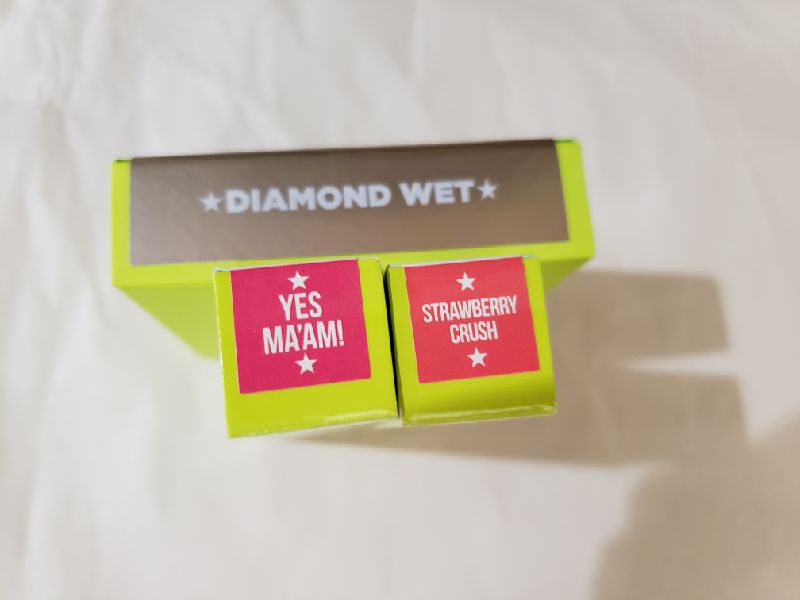 ★DIAMOND WET★
★
YES
MA'AM!
★
★
STRAWBERRY
CRUSH
★